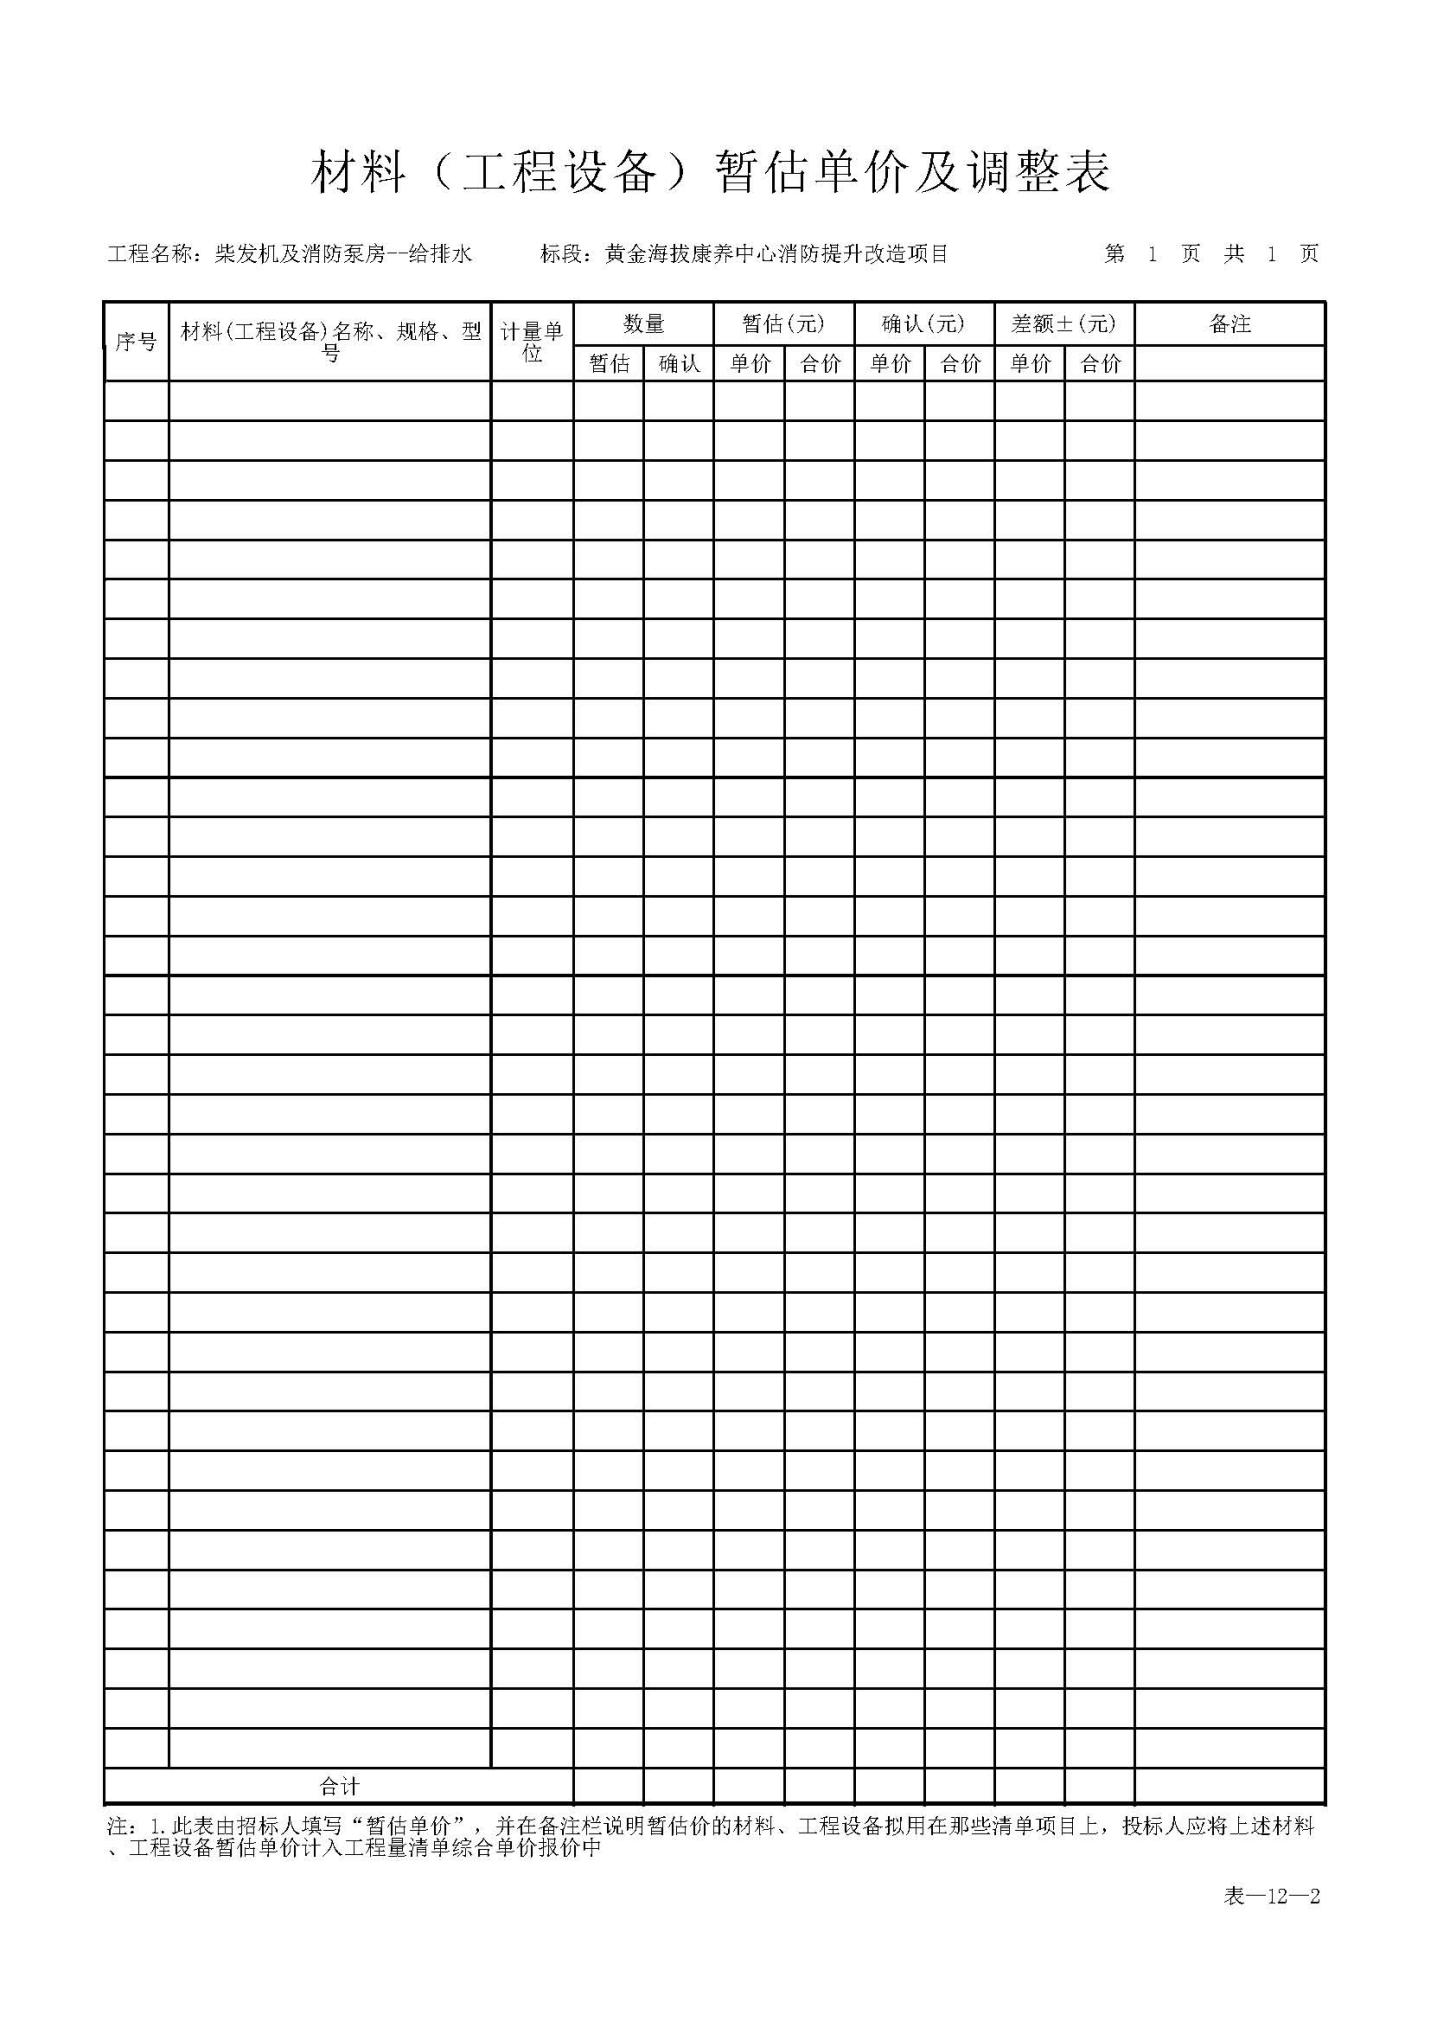 材料（工程设备）暂估单价及调整表
工程名称：柴发机及消防泵房--给排水 标段：黄金海拔康养中心消防提升改造项目 第 1 页 共 1 页
序号 材料(工程设备)名称、规格、型号 计量单位 数量 暂估(元) 确认(元) 差额±(元) 备注
暂估 确认 单价 合价 单价 合价 单价 合价
合计
注：1.此表由招标人填写“暂估单价”，并在备注栏说明暂估价的材料、工程设备拟用在那些清单项目上，投标人应将上述材料
、工程设备暂估单价计入工程量清单综合单价报价中
表—12—2